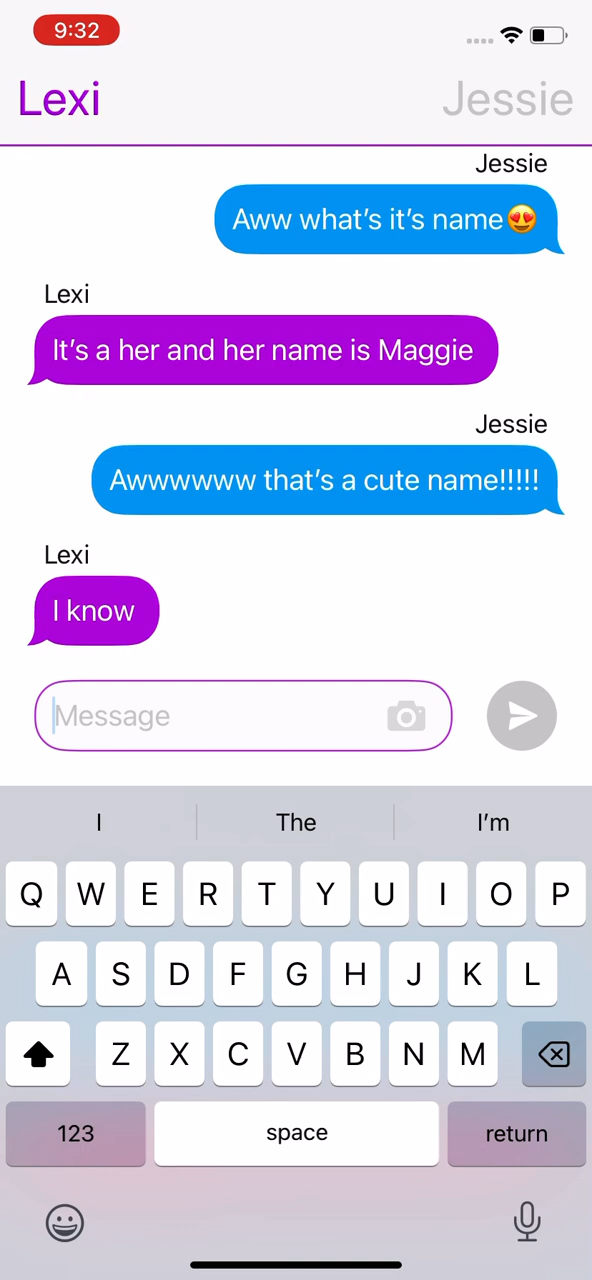 9:32
Lexi Jessie
Jessie
Aww what’s it’s name😍
Lexi
It’s a her and her name is Maggie
Jessie
Awwwwww that’s a cute name!!!!!
Lexi
I know
Message
I The I’m
Q W E R T Y U I O P
A S D F G H J K L
Z X C V B N M
123 space return